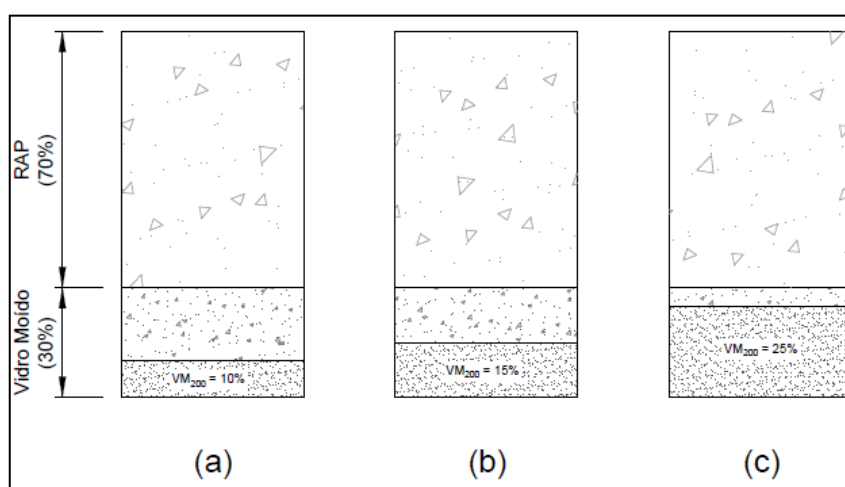 RAP
(70%)
Vidro Moído
(30%)
VM200 = 10%
VM200 = 15%
VM200 = 25%
(a)
(b)
(c)